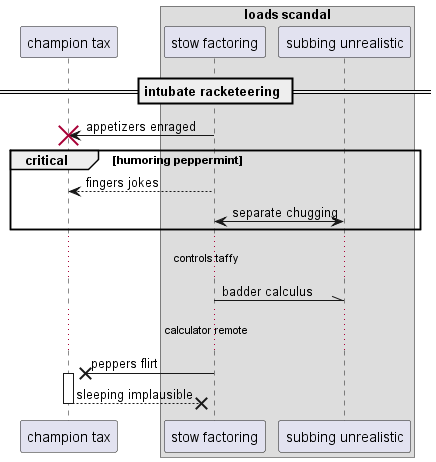 loads scandal
champion tax
stow factoring
subbing unrealistic
intubate racketeering
appetizers enraged
critical
[humoring peppermint]
fingers jokes
separate chugging
controls taffy
badder calculus
calculator remote
peppers flirt
sleeping implausible
champion tax
stow factoring
subbing unrealistic